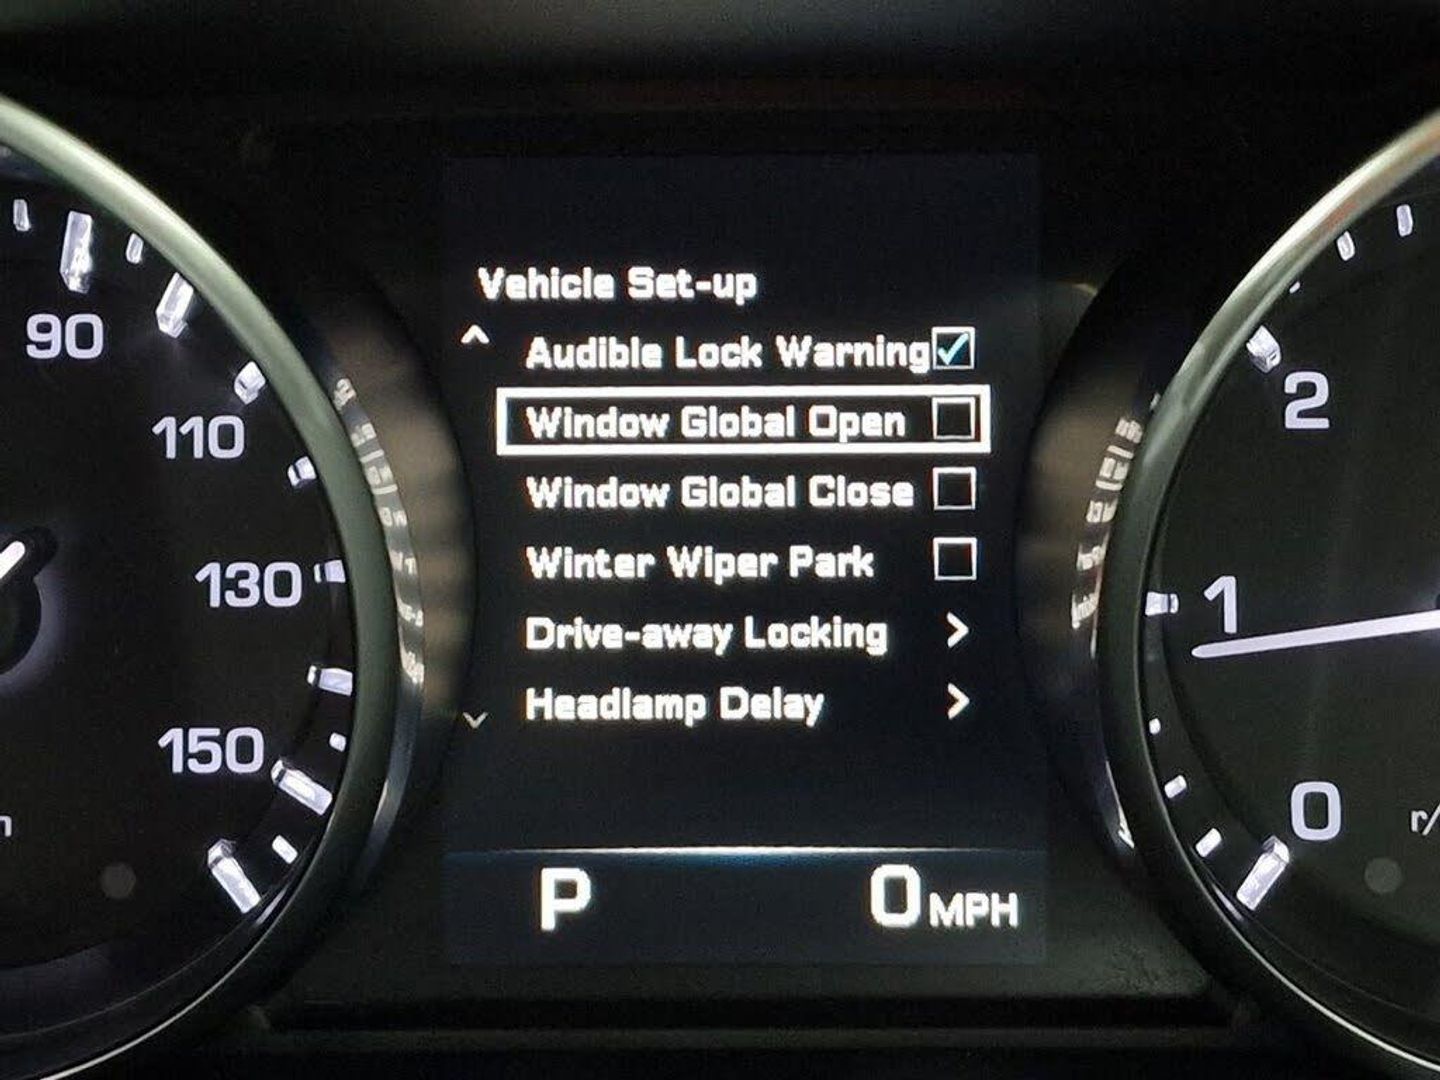 Vehicle Set-up
Audible Lock Warning
Window Global Open
Window Global Close
Winter Wiper Park
Drive-away Locking
Headlamp Delay
P
0 MPH
90
110
130
150
2
1
0
r/